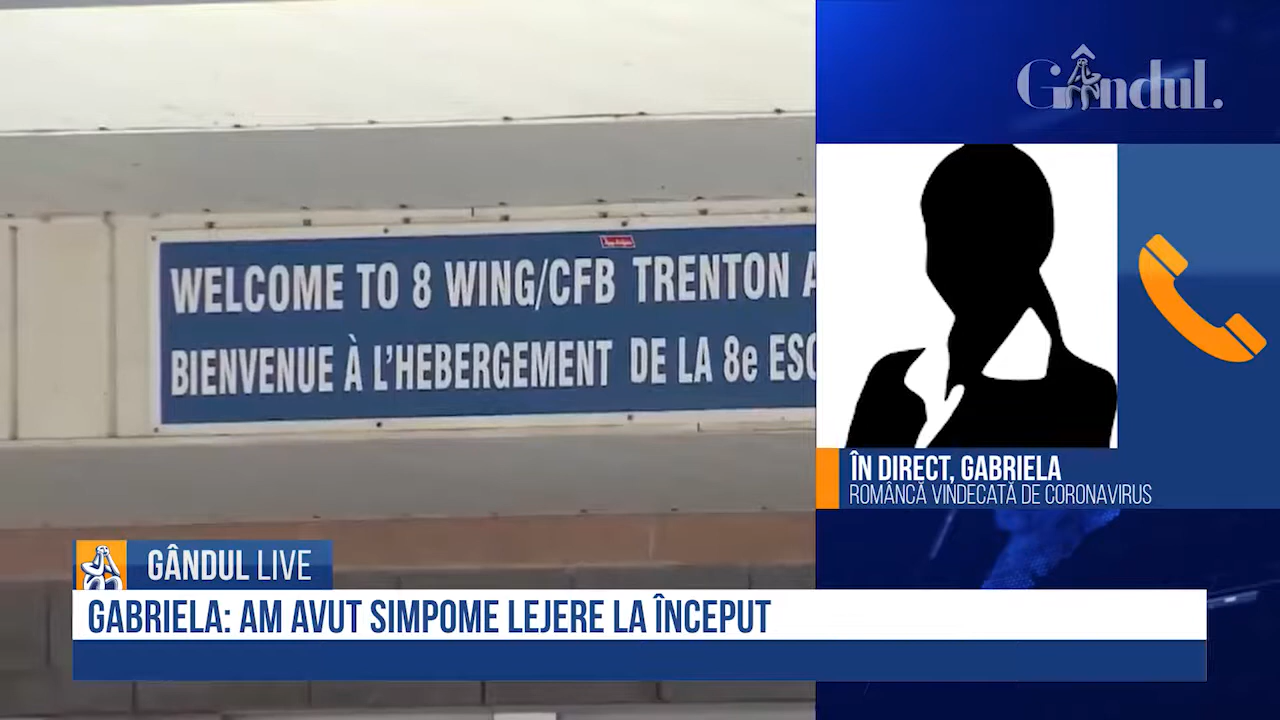 Gândul.
WELCOME TO 8 WING/CFB TRENTON A
BIENVENUE À L'HEBERGEMENT DE LA 8e ESC
ÎN DIRECT, GABRIELA
ROMÂNCĂ VINDECATĂ DE CORONAVIRUS
GÂNDUL LIVE
GABRIELA: AM AVUT SIMPOME LEJERE LA ÎNCEPUT